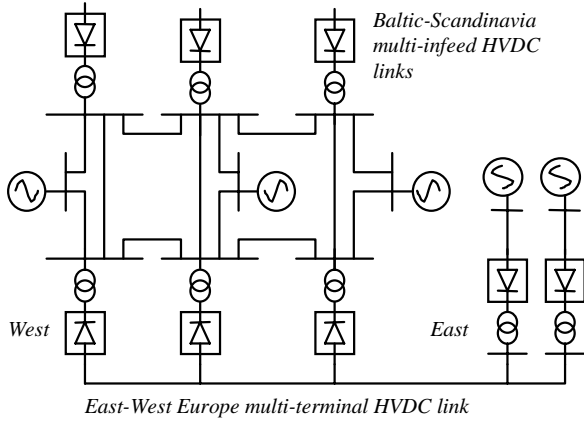 Baltic-Scandinavia
multi-infeed HVDC
links
West
East
East-West Europe multi-terminal HVDC link